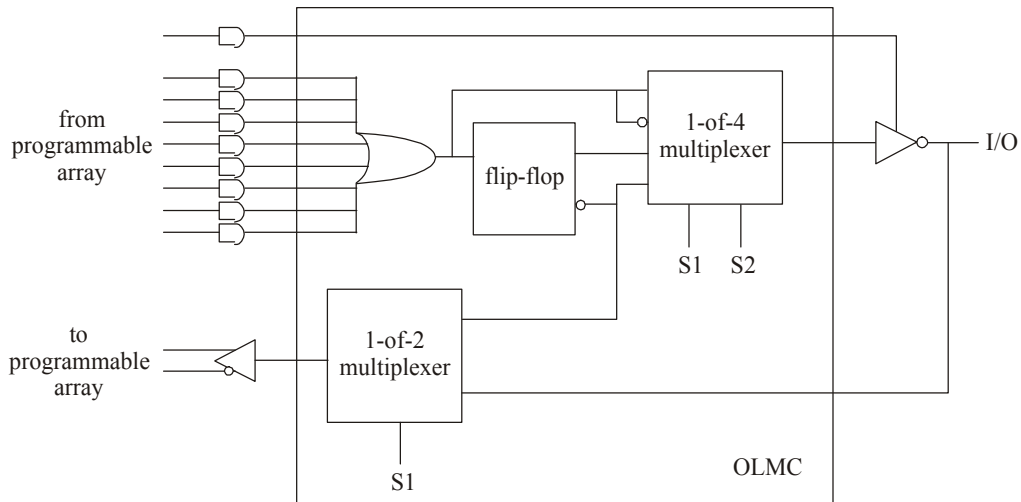 from
programmable
array
flip-flop
1-of-4
multiplexer
I/O
S1
S2
to
programmable
array
1-of-2
multiplexer
S1
OLMC